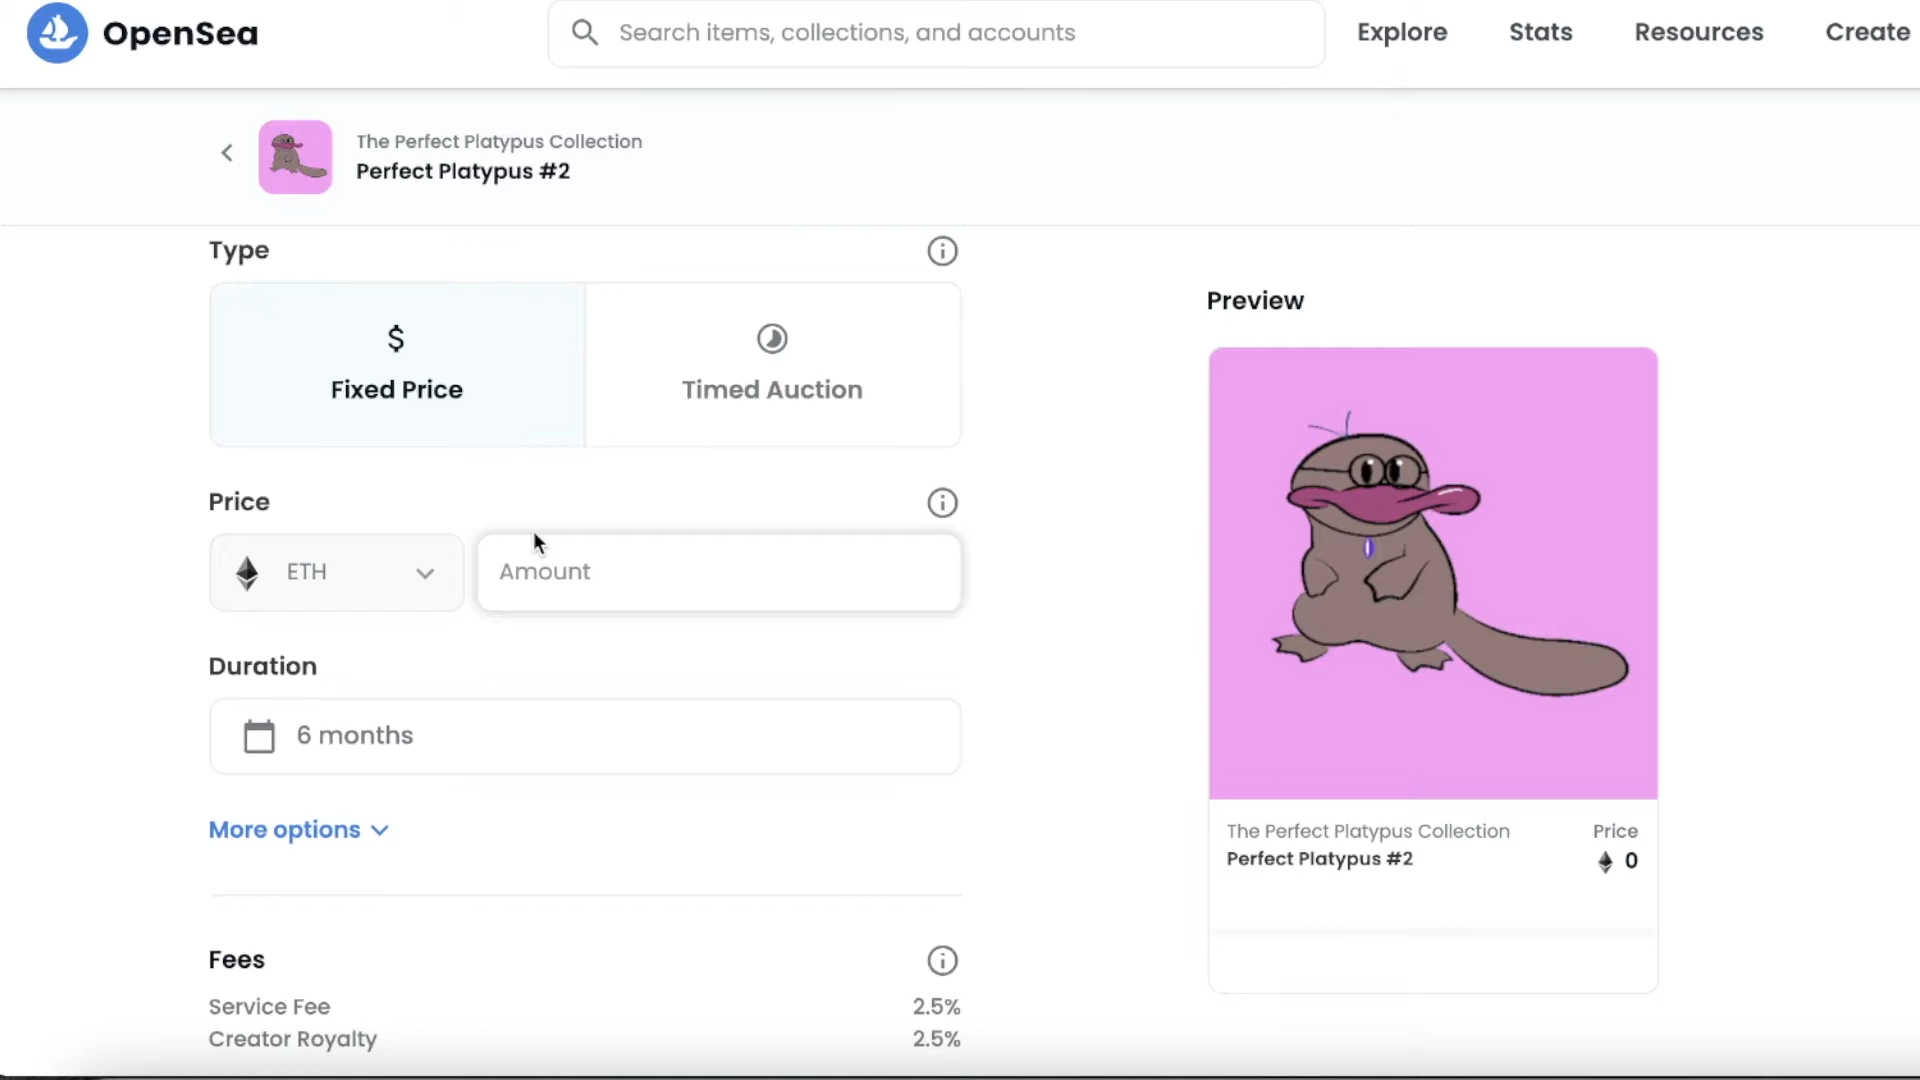 OpenSea
Search items, collections, and accounts
Explore
Stats
Resources
Create
The Perfect Platypus Collection
Perfect Platypus #2
Type
$
Fixed Price
Timed Auction
Price
ETH
Amount
Duration
6 months
More options
Fees
Service Fee 2.5%
Creator Royalty 2.5%
Preview
The Perfect Platypus Collection Price
Perfect Platypus #2 0